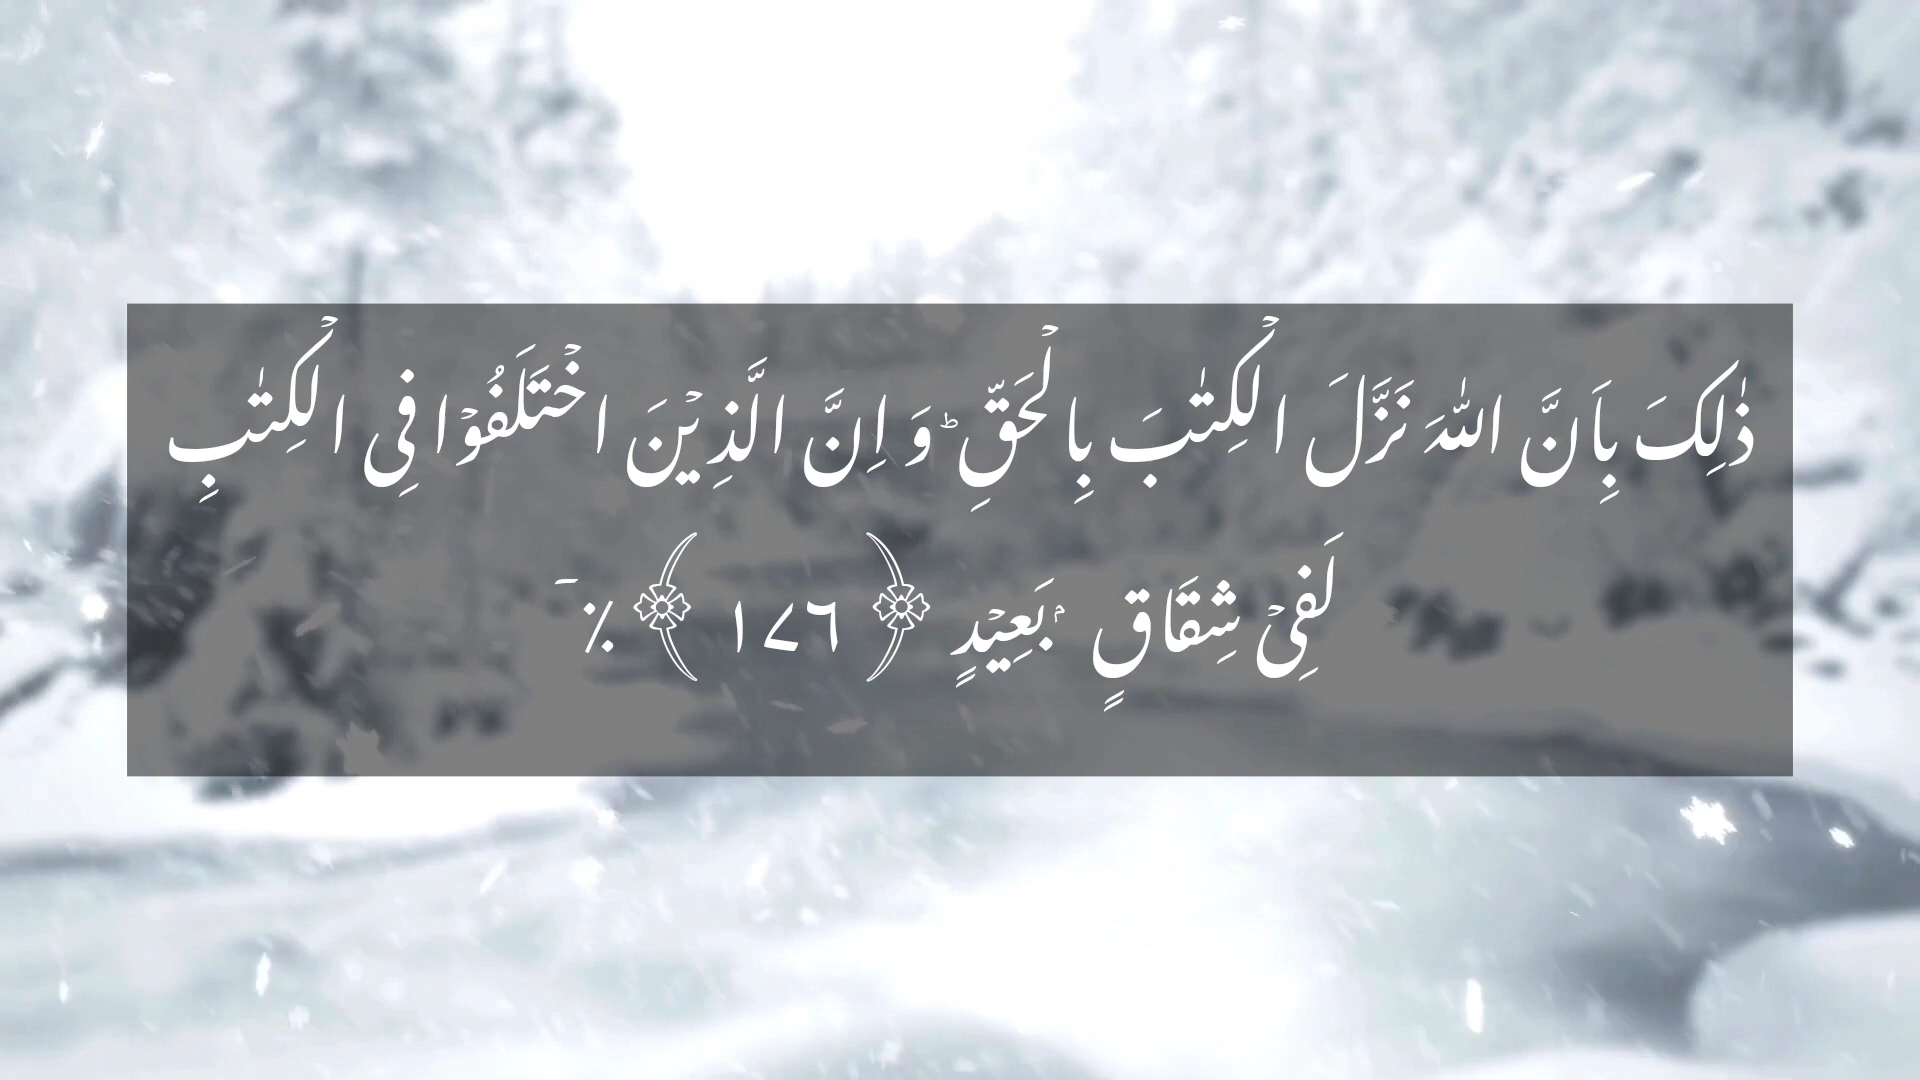 ذٰلِکَ بِاَنَّ اللّٰہَ نَزَّلَ الۡکِتٰبَ بِالۡحَقِّ ؕ وَ اِنَّ الَّذِیۡنَ اخۡتَلَفُوۡا فِی الۡکِتٰبِ
لَفِیۡ شِقَاقٍۭ بَعِیۡدٍ ﴿۱۷۶﴾٪ ؔ